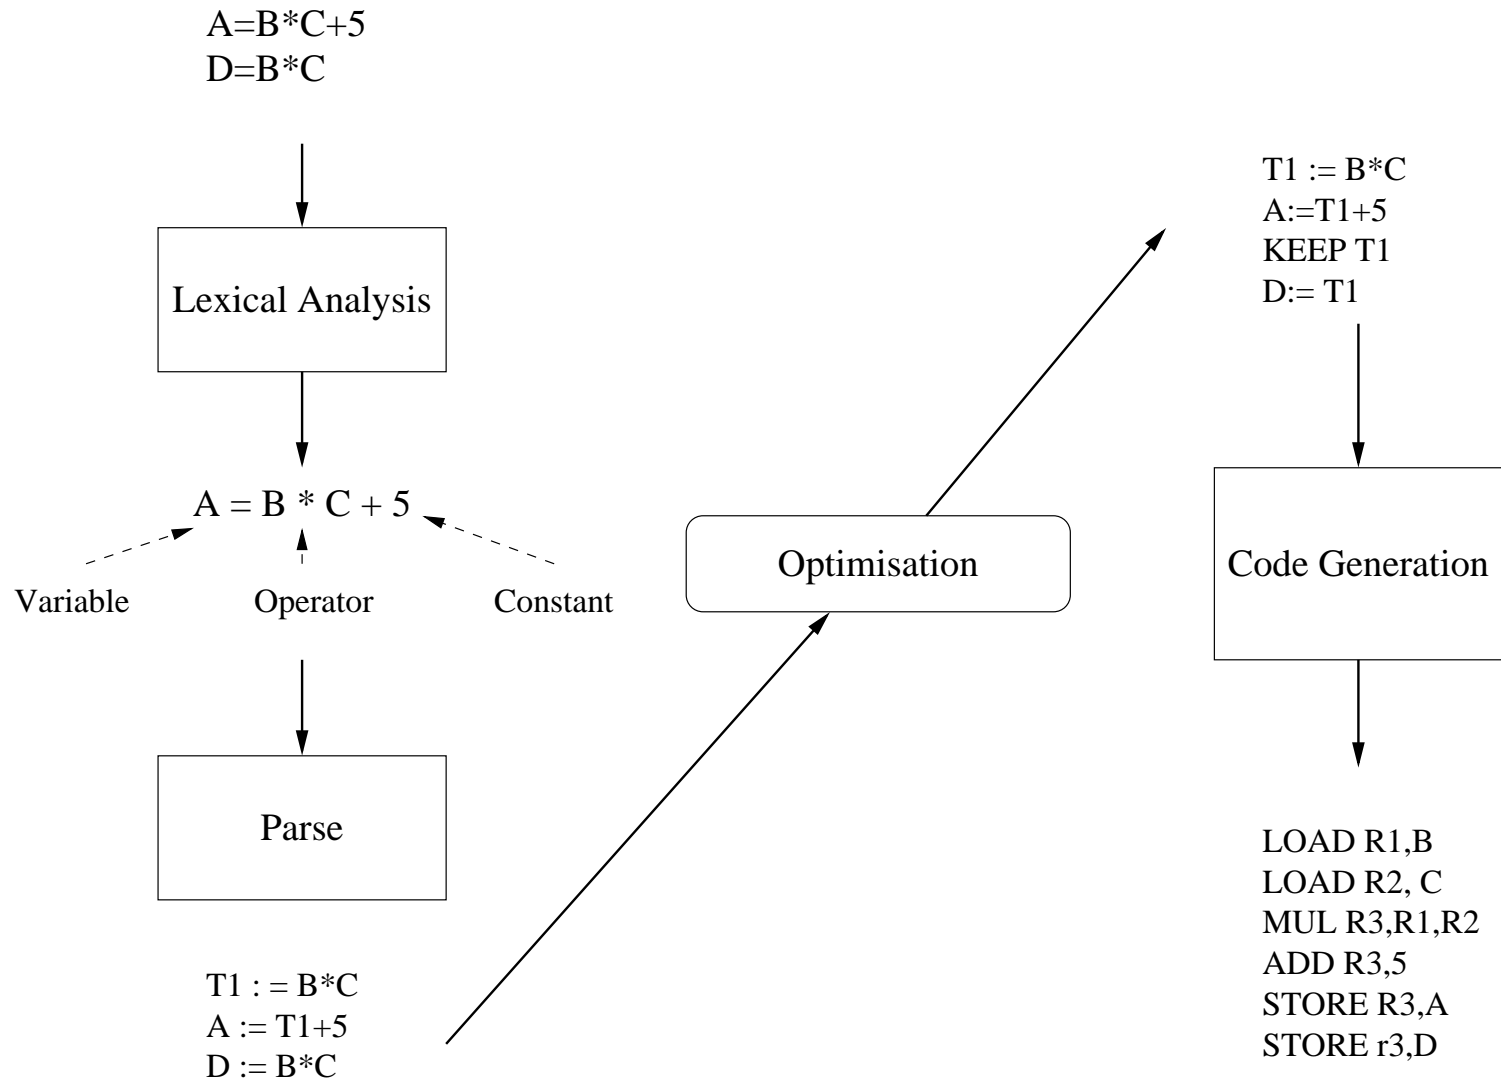 A=B*C+5
D=B*C
Lexical Analysis
A = B * C + 5
Variable
Operator
Constant
Parse
T1 : = B*C
A := T1+5
D := B*C
Optimisation
T1 := B*C
A:=T1+5
KEEP T1
D:= T1
Code Generation
LOAD R1,B
LOAD R2, C
MUL R3,R1,R2
ADD R3,5
STORE R3,A
STORE r3,D